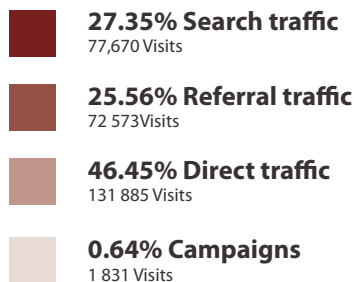 27.35% Search traffic
77,670 Visits
25.56% Referral traffic
72 573Visits
46.45% Direct traffic
131 885 Visits
0.64% Campaigns
1 831 Visits